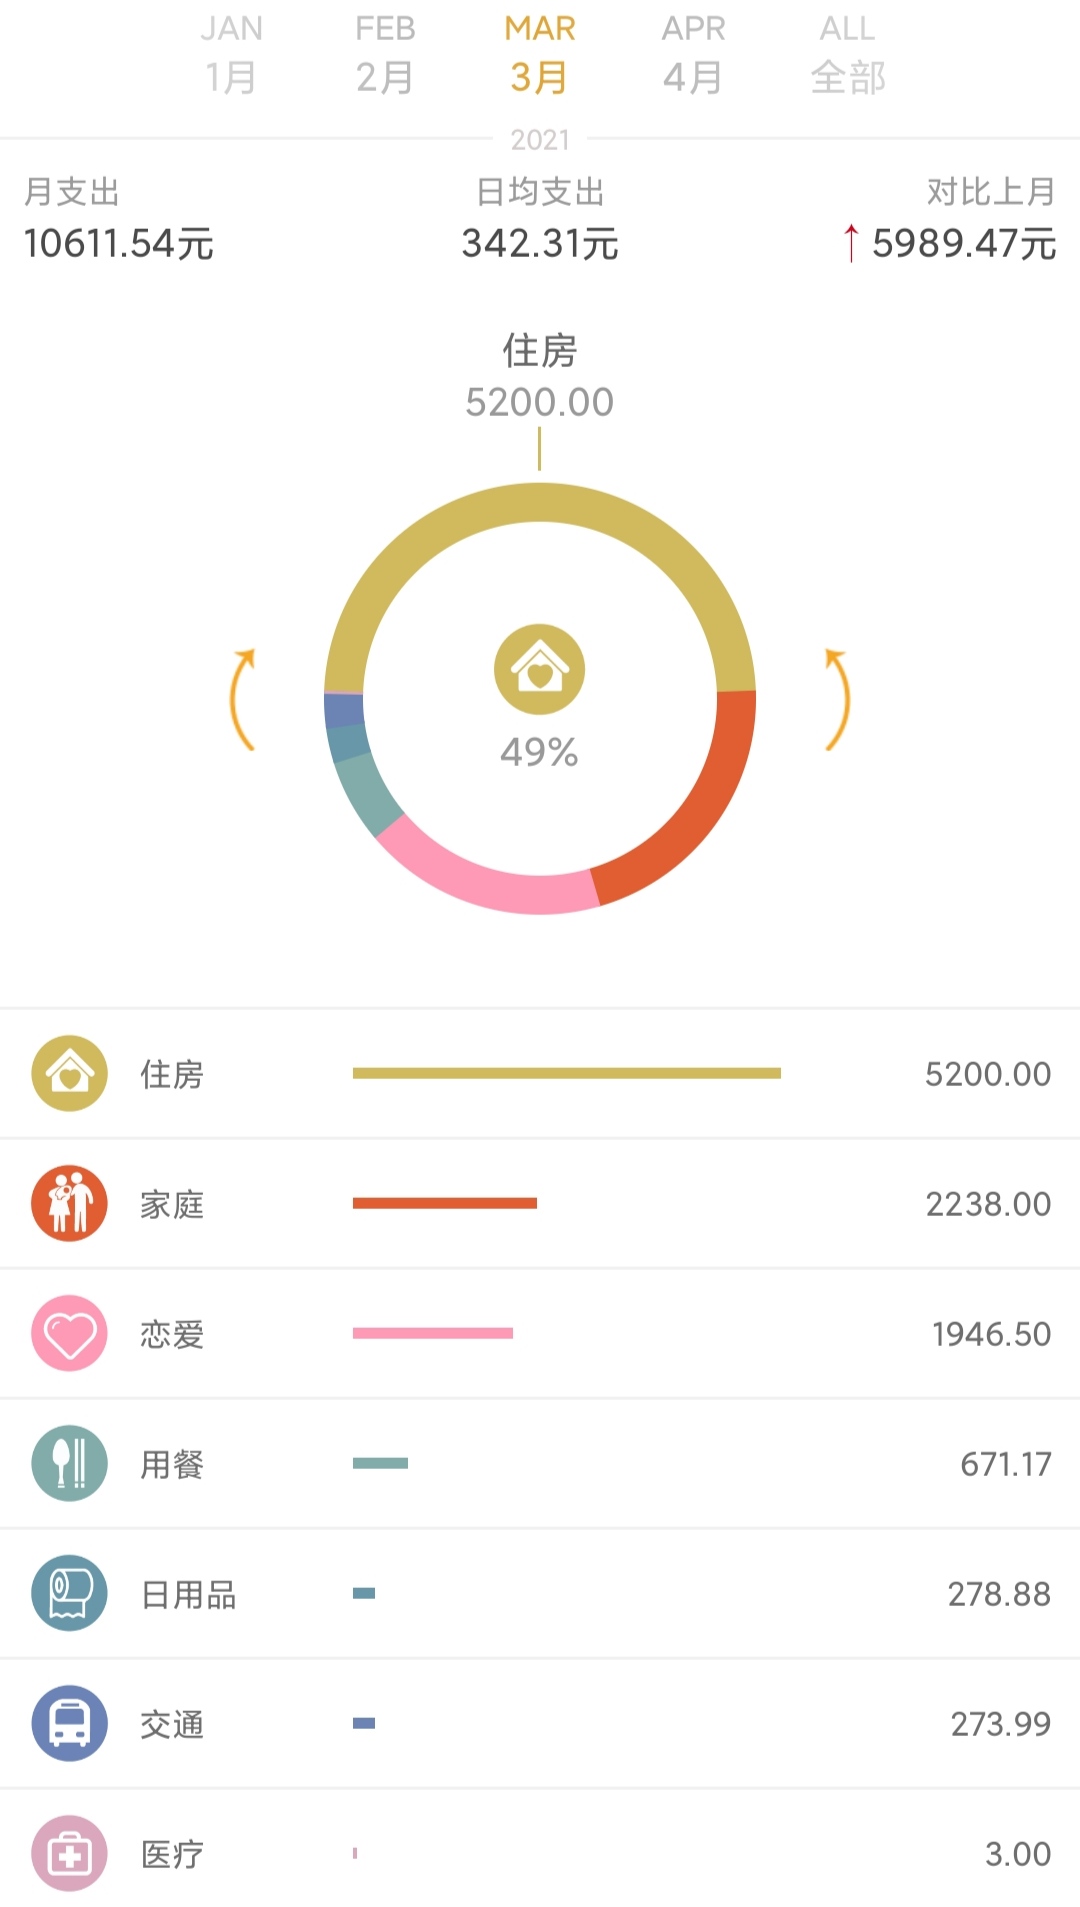 JAN FEB MAR APR ALL
1月 2月 3月 4月 全部
2021
月支出 日均支出 对比上月
10611.54元 342.31元 ↑5989.47元
住房
5200.00
49%
住房 5200.00
家庭 2238.00
恋爱 1946.50
用餐 671.17
日用品 278.88
交通 273.99
医疗 3.00